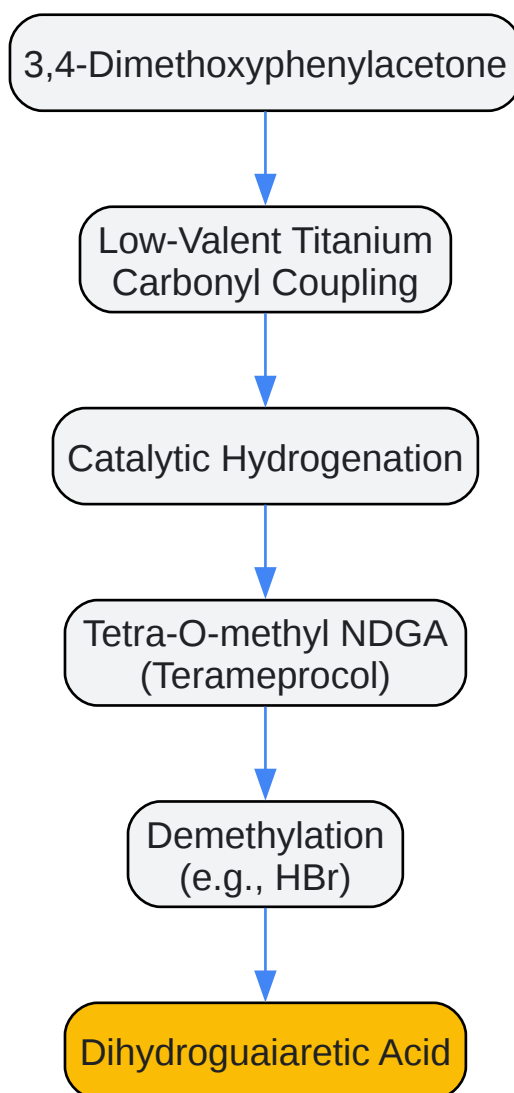 3,4-Dimethoxyphenylacetone
Low-Valent Titanium
Carbonyl Coupling
Catalytic Hydrogenation
Tetra-O-methyl NDGA
(Terameprocol)
Demethylation
(e.g., HBr)
Dihydroguaiaretic Acid